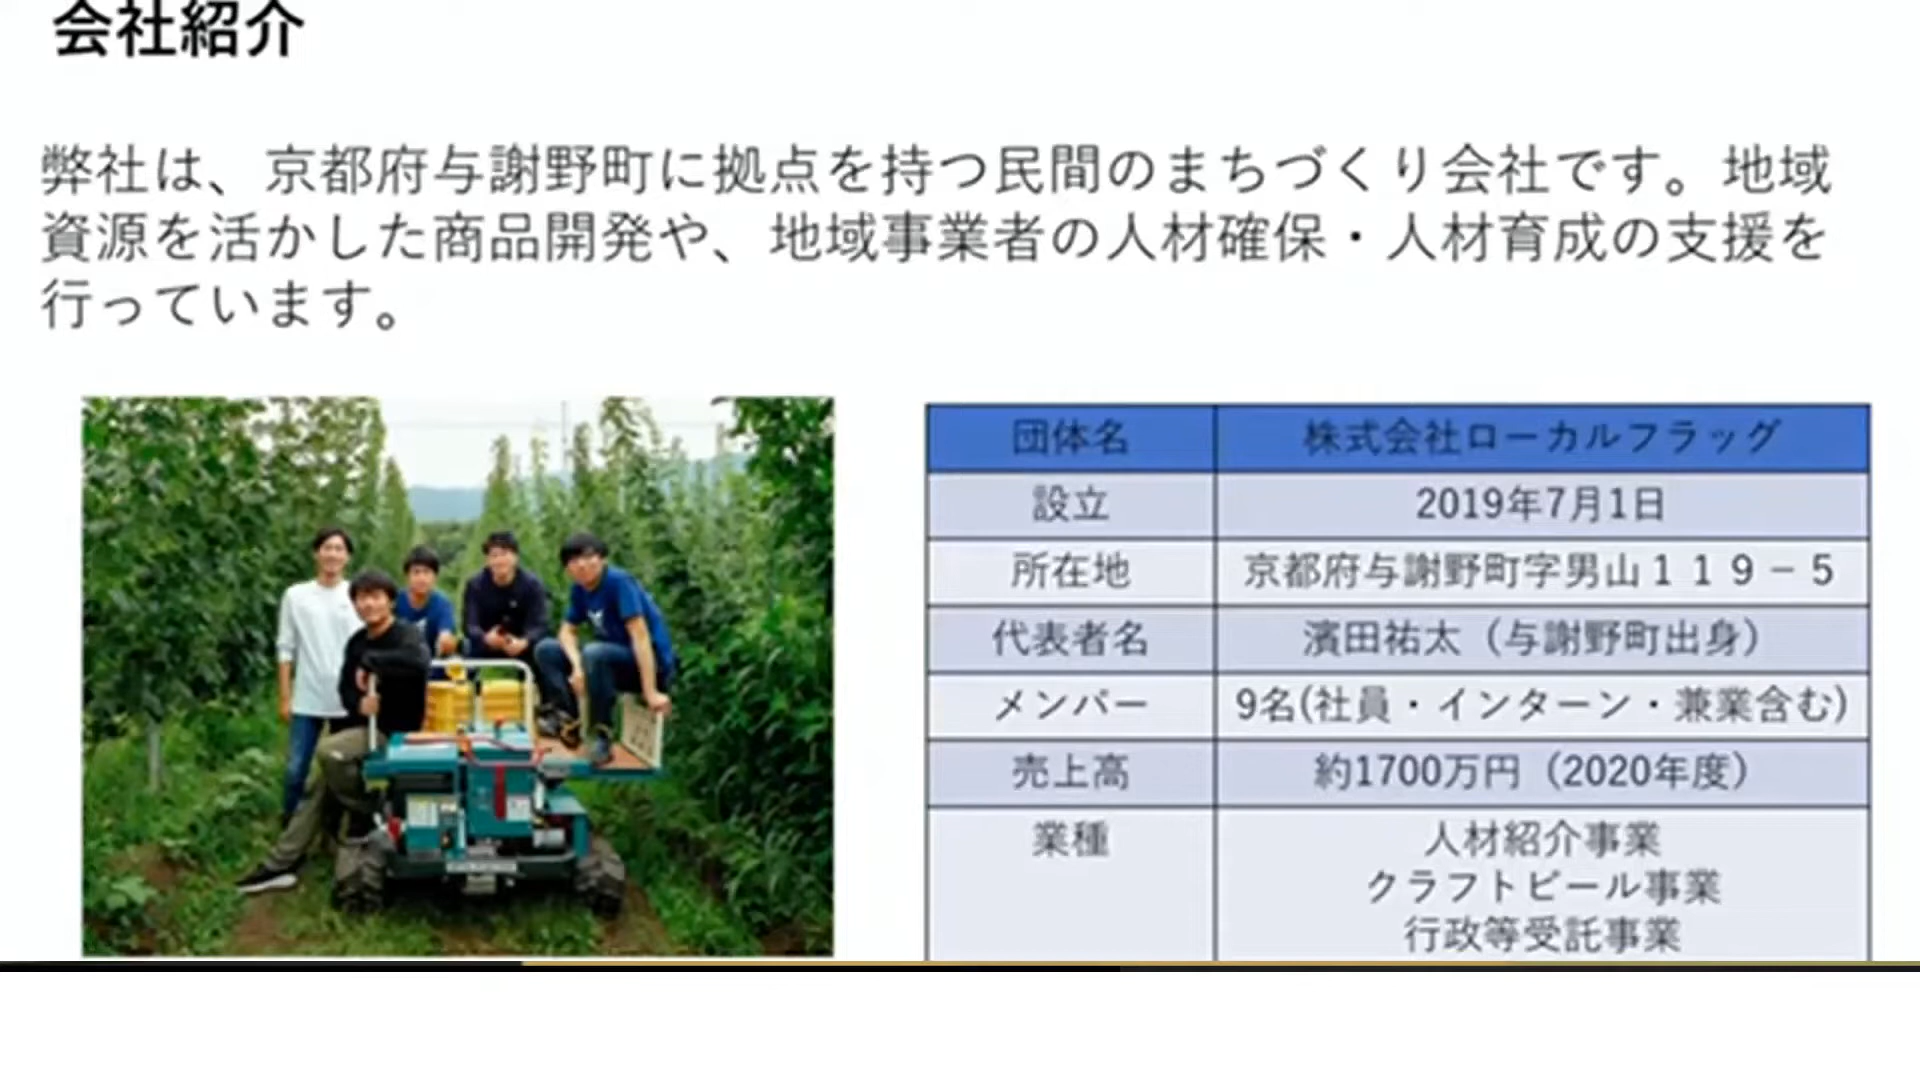 会社紹介
弊社は、京都府与謝野町に拠点を持つ民間のまちづくり会社です。地域
資源を活かした商品開発や、地域事業者の人材確保・人材育成の支援を
行っています。
団体名 株式会社ローカルフラッグ
設立 2019年7月1日
所在地 京都府与謝野町字男山１１９－５
代表者名 濱田祐太（与謝野町出身）
メンバー 9名(社員・インターン・兼業含む)
売上高 約1700万円（2020年度）
業種 人材紹介事業
クラフトビール事業
行政等受託事業